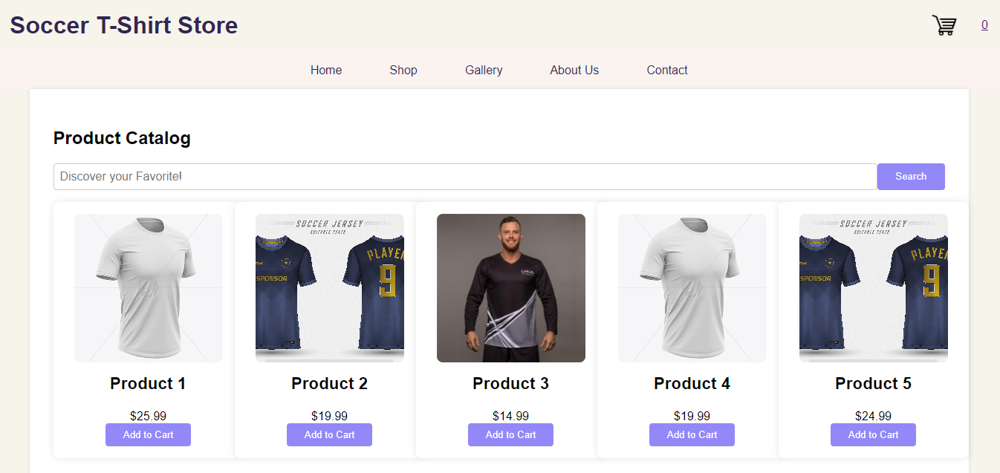 Soccer T-Shirt Store
0
Home Shop Gallery About Us Contact
Product Catalog
Discover your Favorite!
Search
SOCCER JERSEY
EDITABLE TEXTS
SPONSOR
PLAYER
9
SOCCER JERSEY
EDITABLE TEXTS
SPONSOR
PLAYER
9
Product 1 Product 2 Product 3 Product 4 Product 5
$25.99 $19.99 $14.99 $19.99 $24.99
Add to Cart Add to Cart Add to Cart Add to Cart Add to Cart